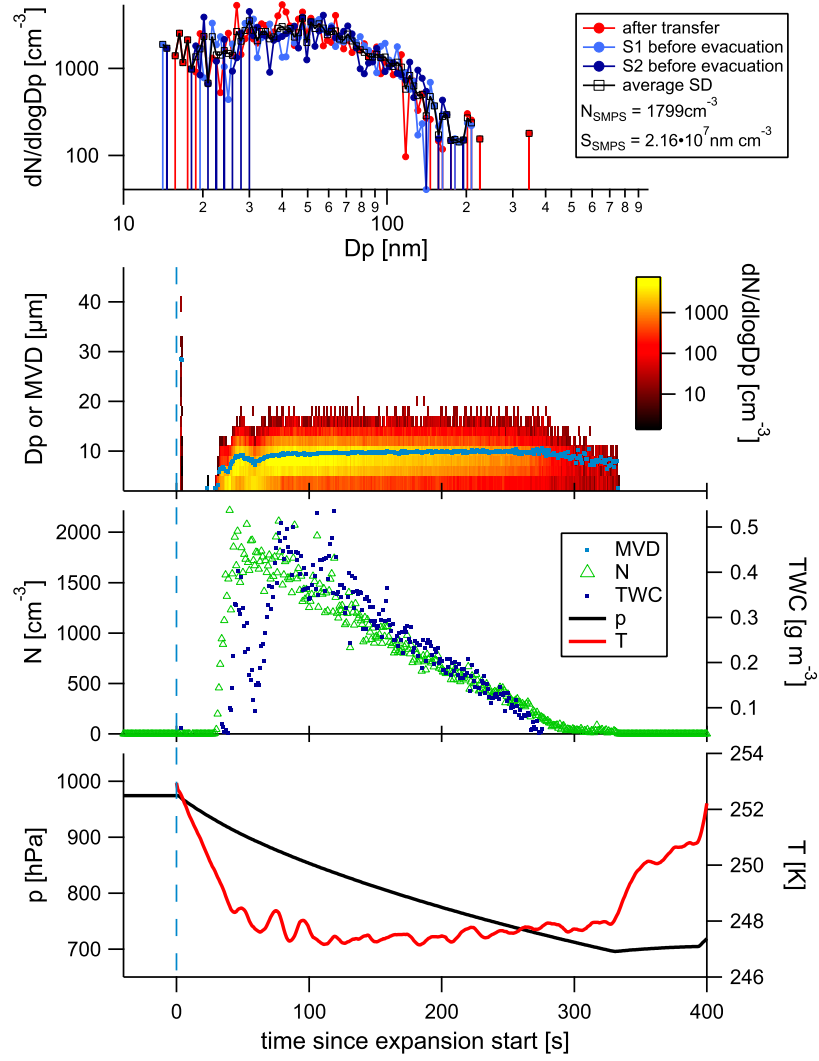 dN/dlogDp [cm-3]
1000
100
after transfer
S1 before evacuation
S2 before evacuation
average SD
NSMPS = 1799cm-3
SSMPS = 2.16•10^7nm cm-3
2 3 4 5 6 7 8 9 2 3 4 5 6 7 8 9
10 100
Dp [nm]
Dp or MVD [µm]
40
30
20
10
1000
100
10
dN/dlogDp [cm-3]
N [cm-3]
2000
1500
1000
500
0
MVD
N
TWC
p
T
0.5
0.4
0.3
0.2
0.1
TWC [g m-3]
p [hPa]
1000
900
800
700
254
252
250
248
246
T [K]
0 100 200 300 400
time since expansion start [s]